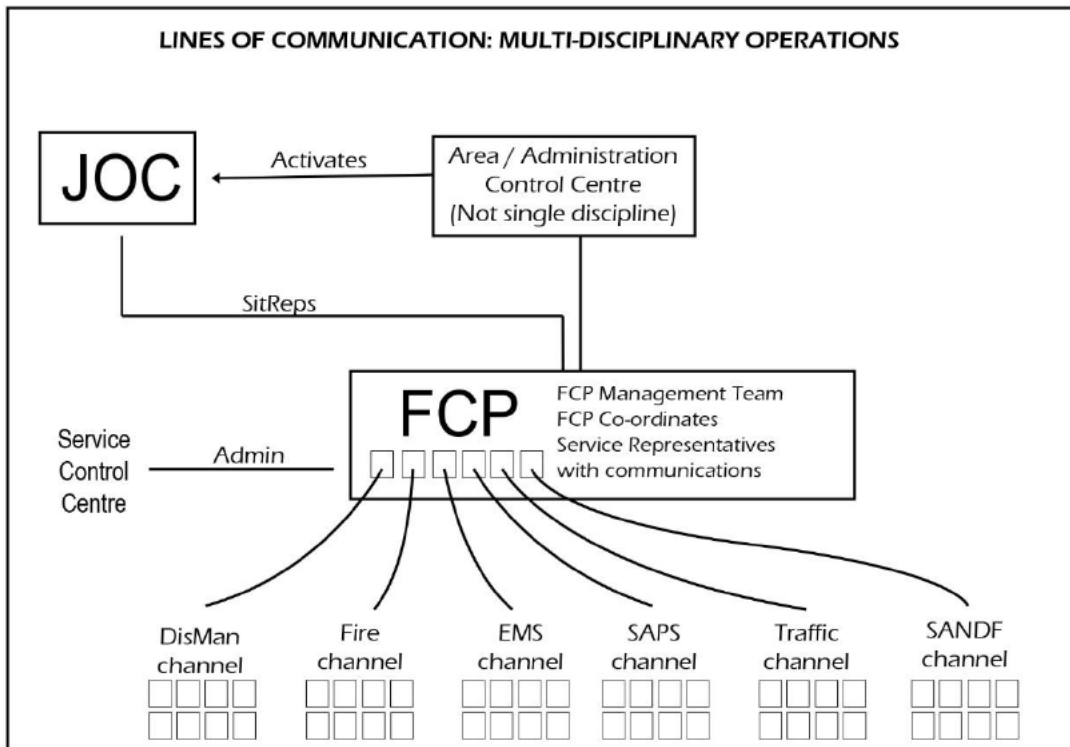 LINES OF COMMUNICATION: MULTI-DISCIPLINARY OPERATIONS
JOC
Activates
Area / Administration
Control Centre
(Not single discipline)
SitReps
FCP
FCP Management Team
FCP Co-ordinates
Service Representatives
with communications
Service
Control
Centre
Admin
DisMan
channel
Fire
channel
EMS
channel
SAPS
channel
Traffic
channel
SANDF
channel